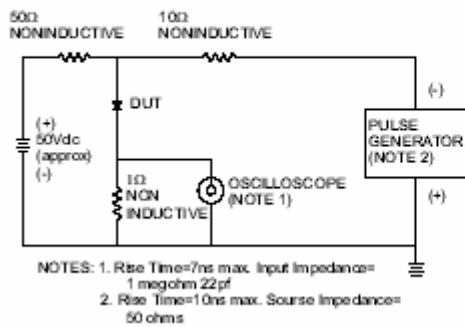 50Ω
NONINDUCTIVE
10Ω
NONINDUCTIVE
(+)
50Vdc
(approx)
(-)
DUT
1Ω
NON
INDUCTIVE
OSCILLOSCOPE
(NOTE 1)
(-)
PULSE
GENERATOR
(NOTE 2)
(+)
NOTES: 1. Rise Time=7ns max. Input Impedance=
1 megohm 22pf
2. Rise Time=10ns max. Sourse Impedance=
50 ohms